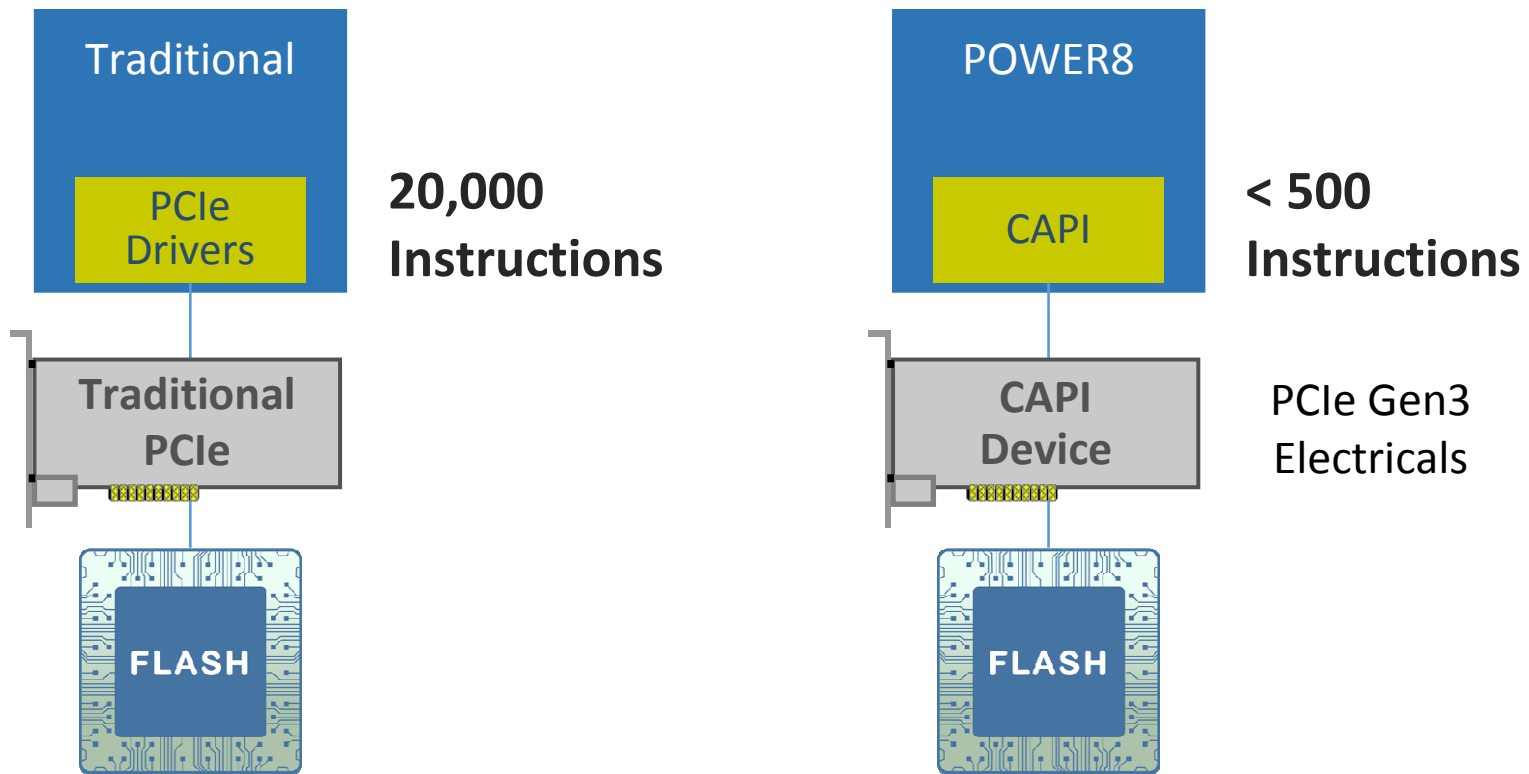 Traditional
PCIe
Drivers
20,000
Instructions
Traditional
PCIe
FLASH
POWER8
CAPI
< 500
Instructions
CAPI
Device
PCIe Gen3
Electricals
FLASH